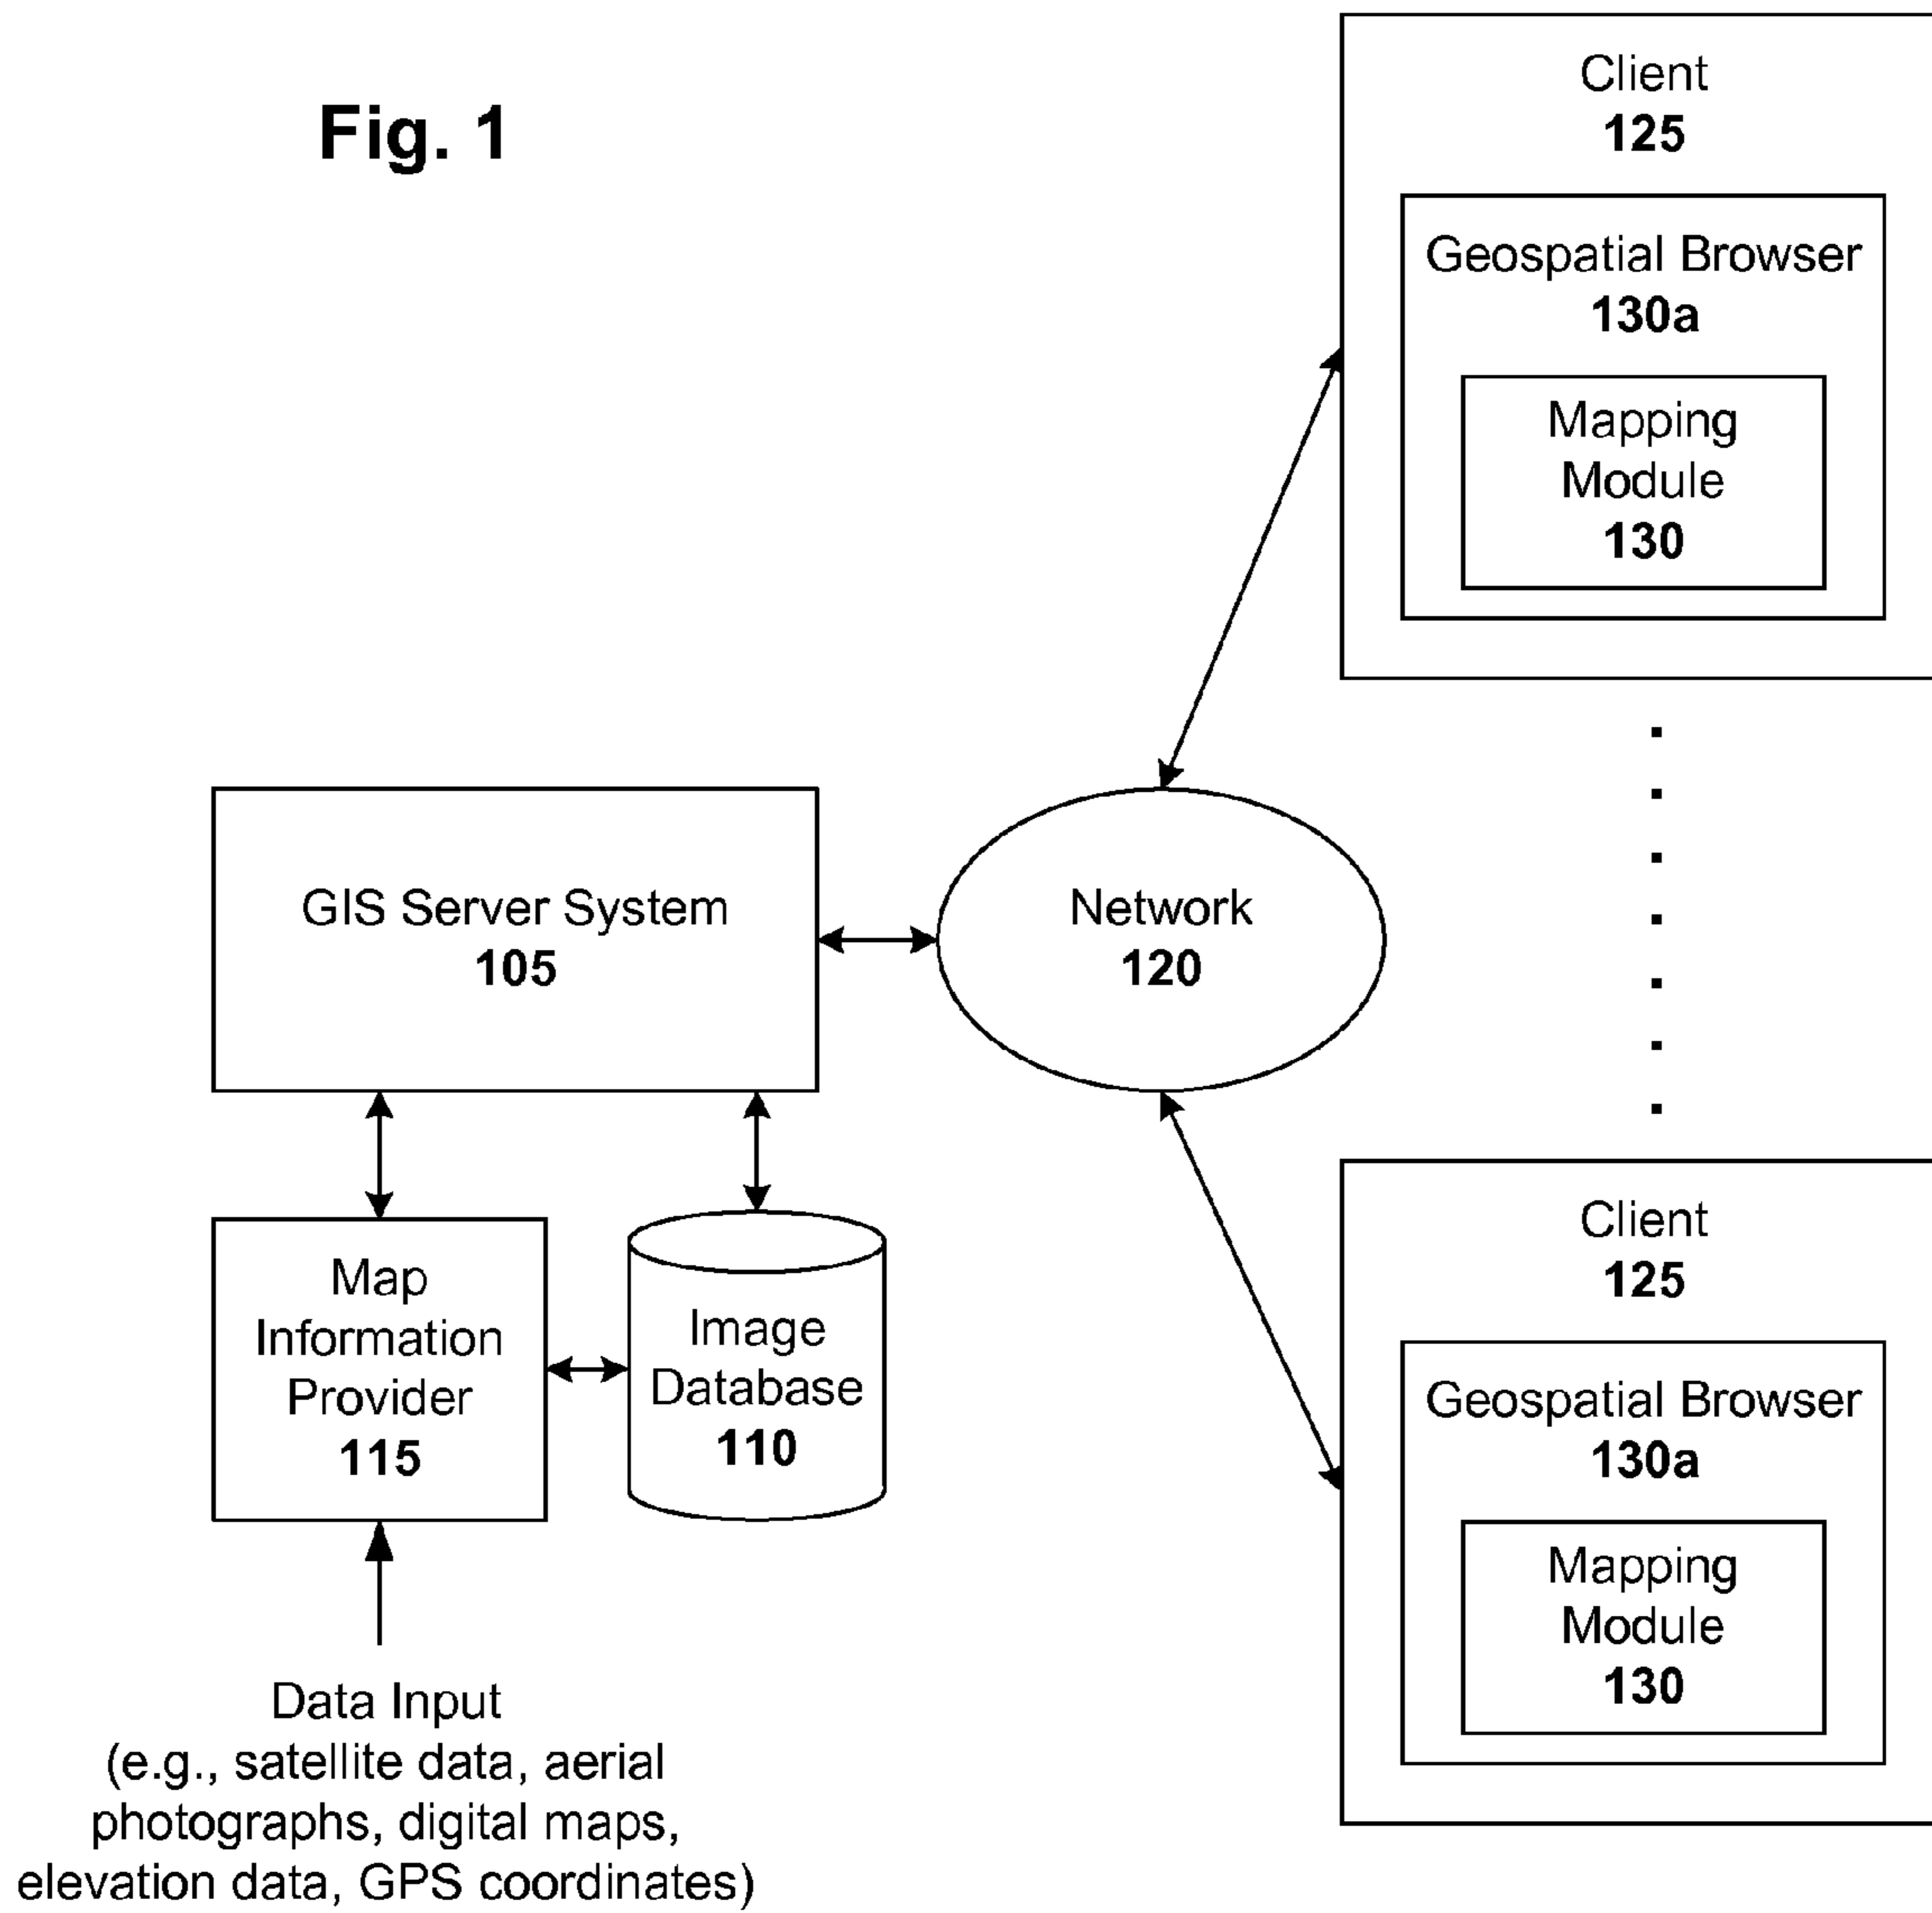 Fig. 1
Client
125
Geospatial Browser
130a
Mapping
Module
130
GIS Server System
105
Network
120
Map
Information
Provider
115
Image
Database
110
Client
125
Geospatial Browser
130a
Mapping
Module
130
Data Input
(e.g., satellite data, aerial
photographs, digital maps,
elevation data, GPS coordinates)